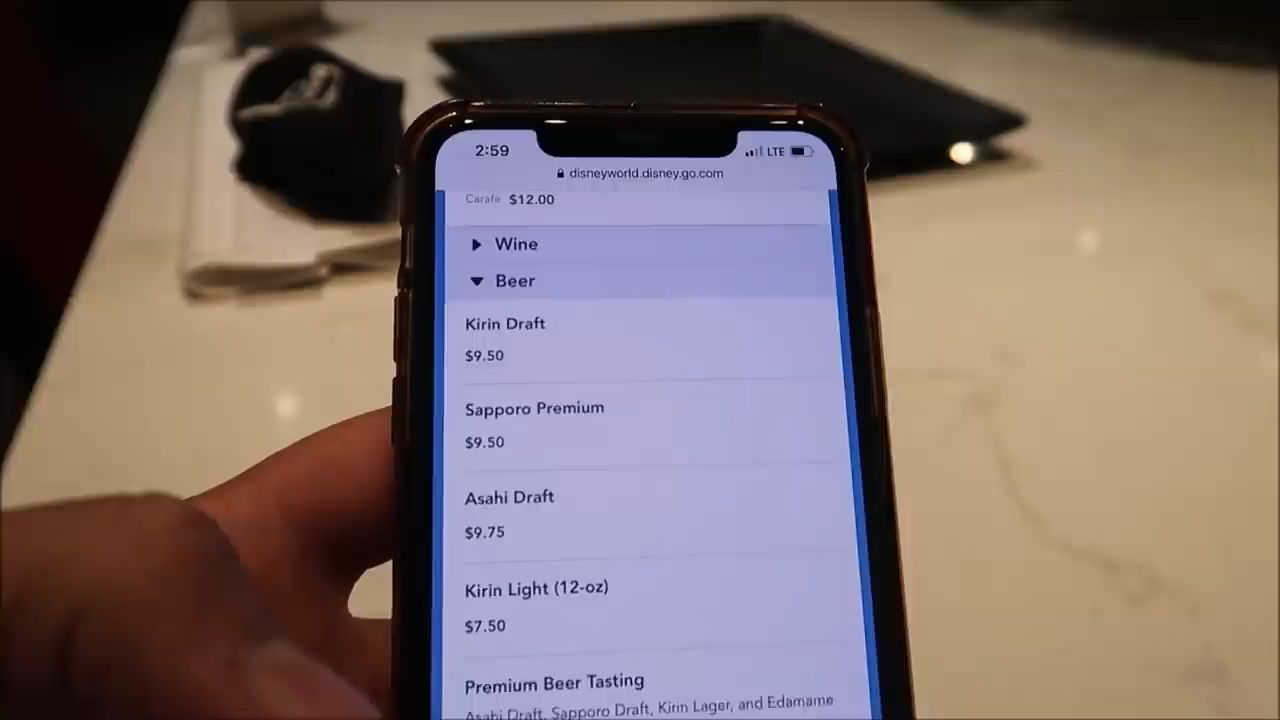 2:59
LTE
disneyworld.disney.go.com
Carafe $12.00
Wine
Beer
Kirin Draft
$9.50
Sapporo Premium
$9.50
Asahi Draft
$9.75
Kirin Light (12-oz)
$7.50
Premium Beer Tasting
Asahi Draft, Sapporo Draft, Kirin Lager, and Edamame